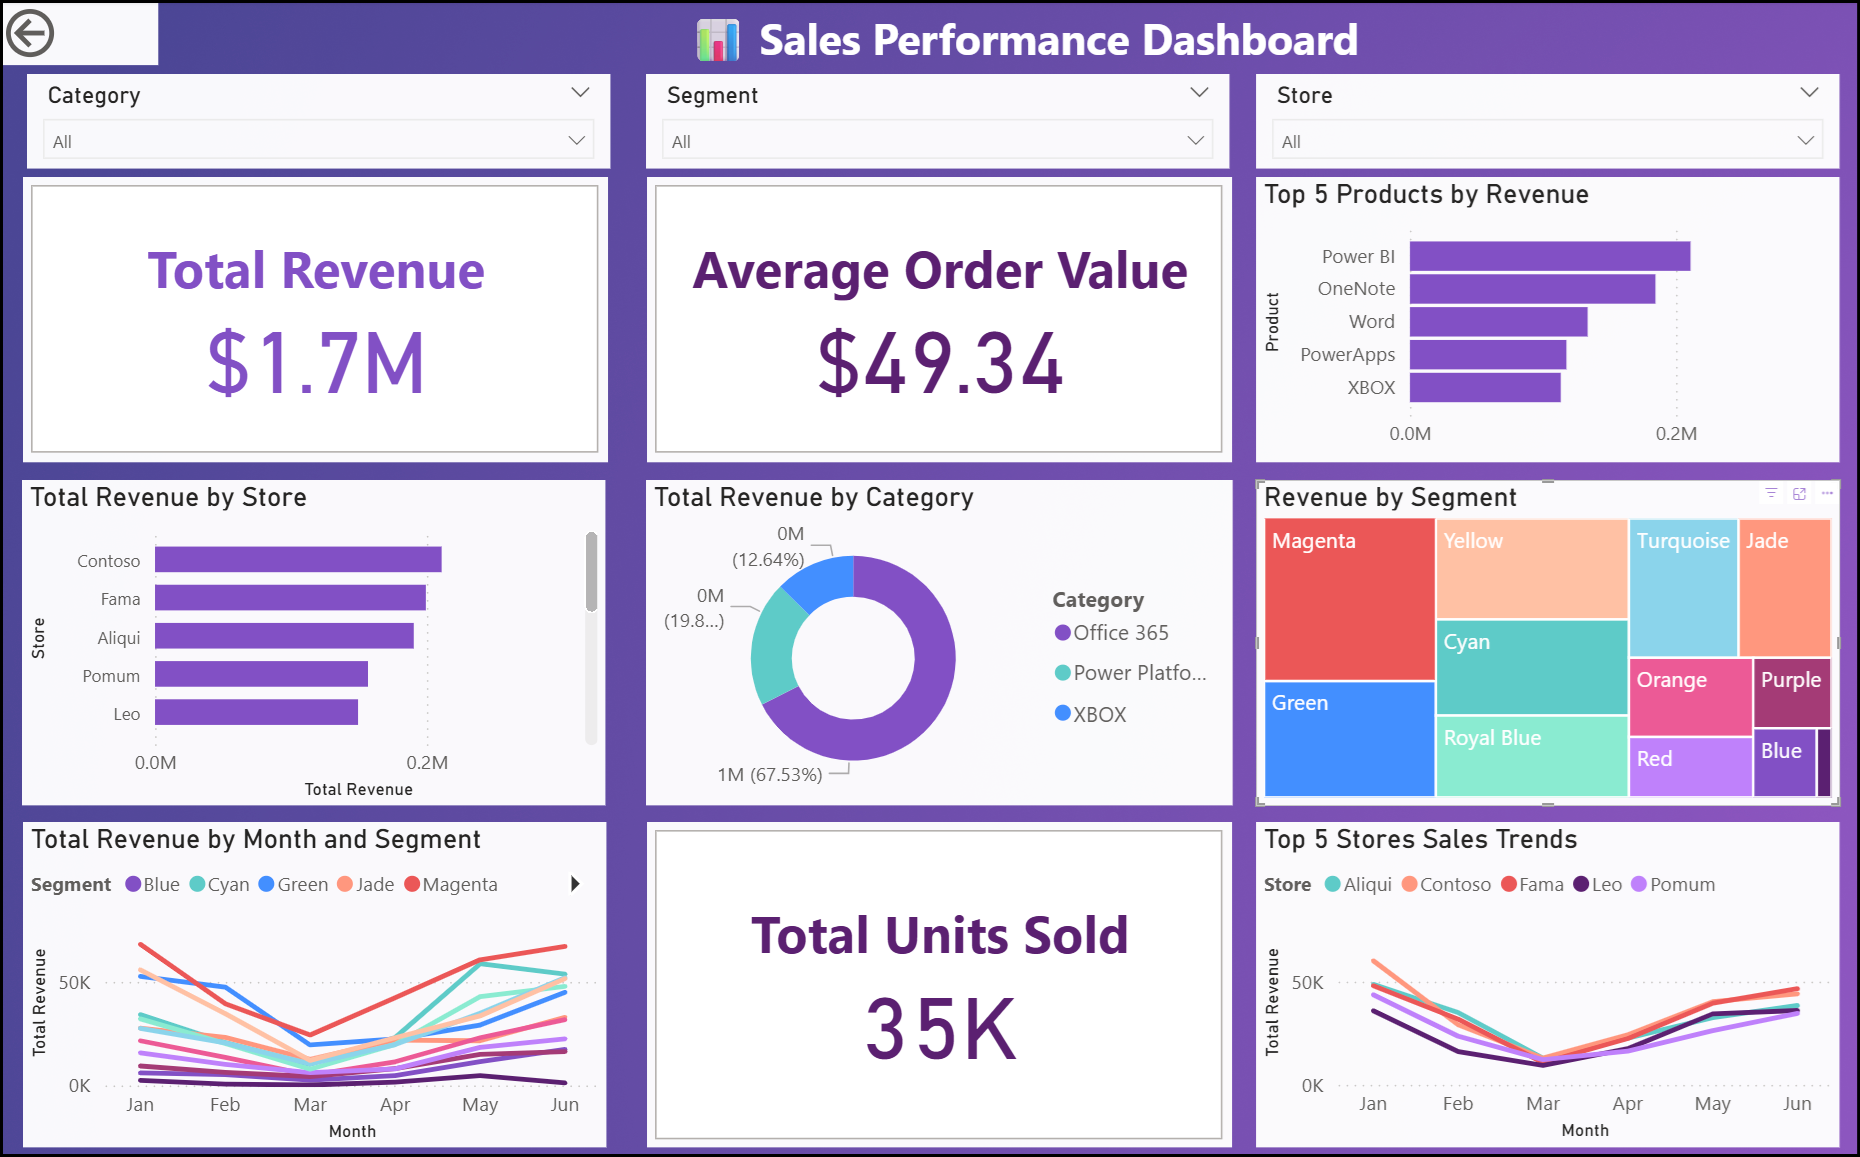 Sales Performance Dashboard
Category
All
Segment
All
Store
All
Total Revenue
$1.7M
Average Order Value
$49.34
Top 5 Products by Revenue
Product
Power BI
OneNote
Word
PowerApps
XBOX
0.0M 0.2M
Total Revenue by Store
Store
Contoso
Fama
Aliqui
Pomum
Leo
0.0M 0.2M
Total Revenue
Total Revenue by Category
0M
(12.64%)
0M
(19.8...)
1M (67.53%)
Category
Office 365
Power Platfo...
XBOX
Revenue by Segment
Magenta
Green
Yellow
Cyan
Royal Blue
Turquoise
Jade
Orange
Purple
Red
Blue
Total Revenue by Month and Segment
Segment Blue Cyan Green Jade Magenta
Total Revenue
50K
0K
Jan Feb Mar Apr May Jun
Month
Total Units Sold
35K
Top 5 Stores Sales Trends
Store Aliqui Contoso Fama Leo Pomum
Total Revenue
50K
0K
Jan Feb Mar Apr May Jun
Month